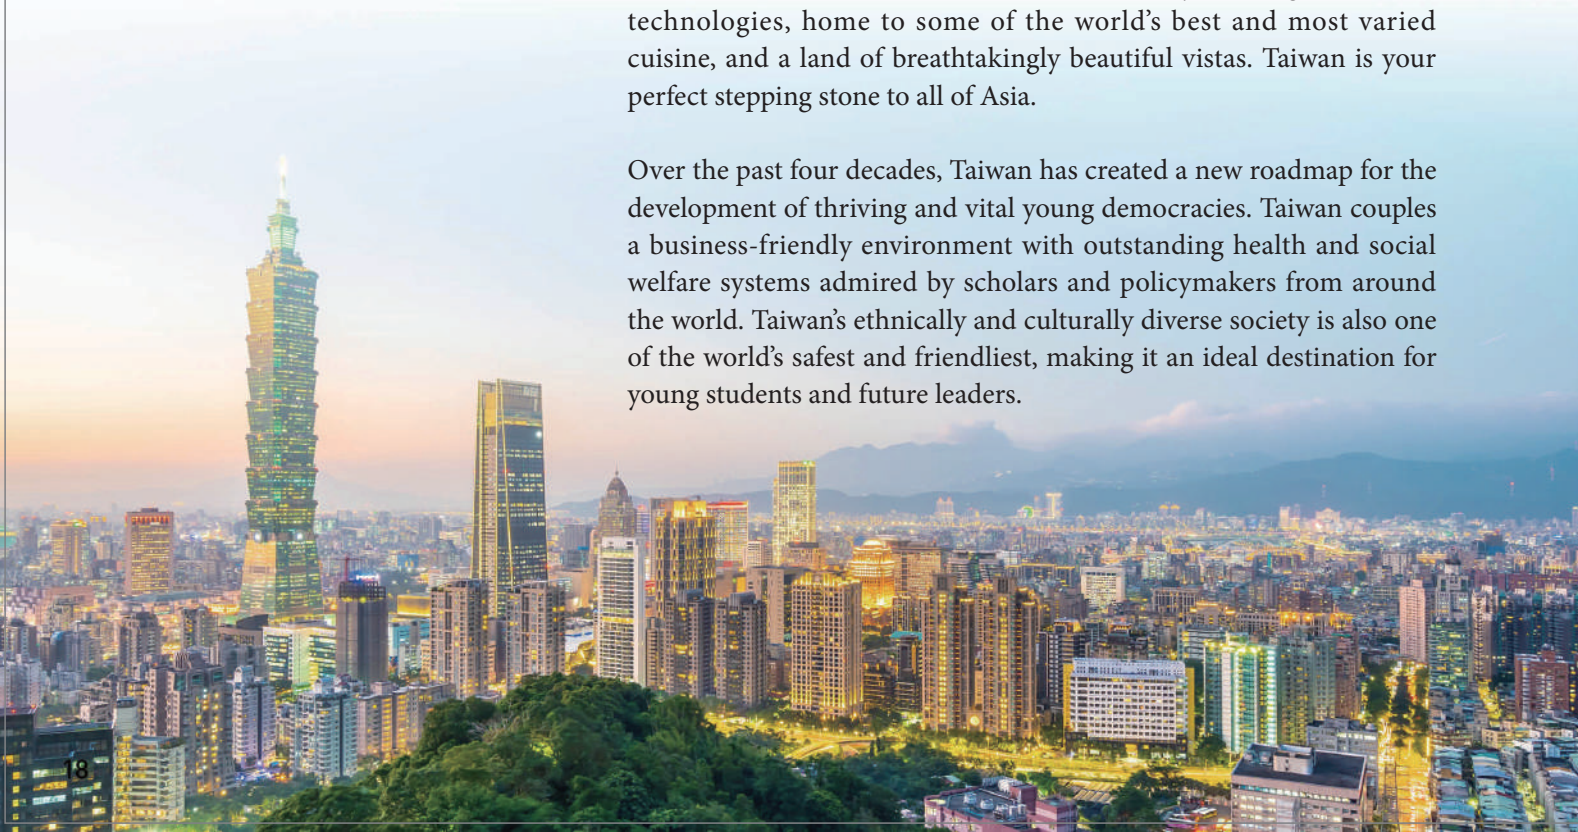 technologies, home to some of the world’s best and most varied
cuisine, and a land of breathtakingly beautiful vistas. Taiwan is your
perfect stepping stone to all of Asia.
Over the past four decades, Taiwan has created a new roadmap for the
development of thriving and vital young democracies. Taiwan couples
a business-friendly environment with outstanding health and social
welfare systems admired by scholars and policymakers from around
the world. Taiwan’s ethnically and culturally diverse society is also one
of the world’s safest and friendliest, making it an ideal destination for
young students and future leaders.
18